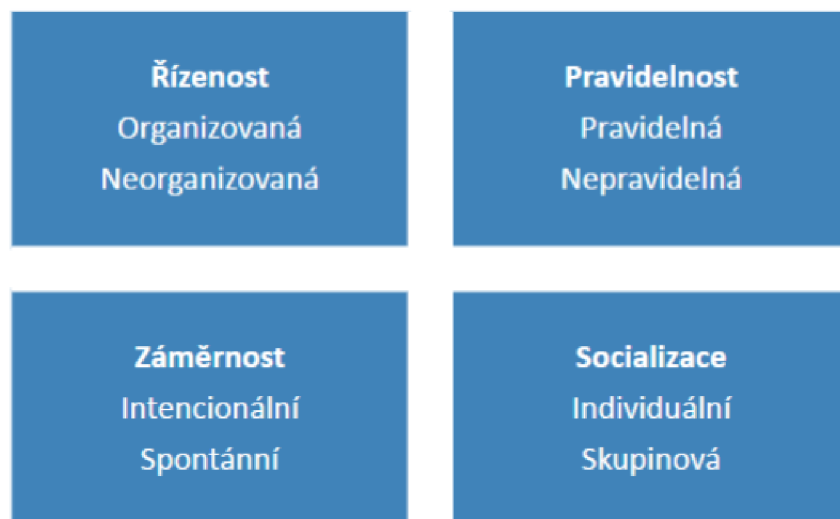 Řízenost
Organizovaná
Neorganizovaná
Pravidelnost
Pravidelná
Nepravidelná
Záměrnost
Intencionální
Spontánní
Socializace
Individuální
Skupinová